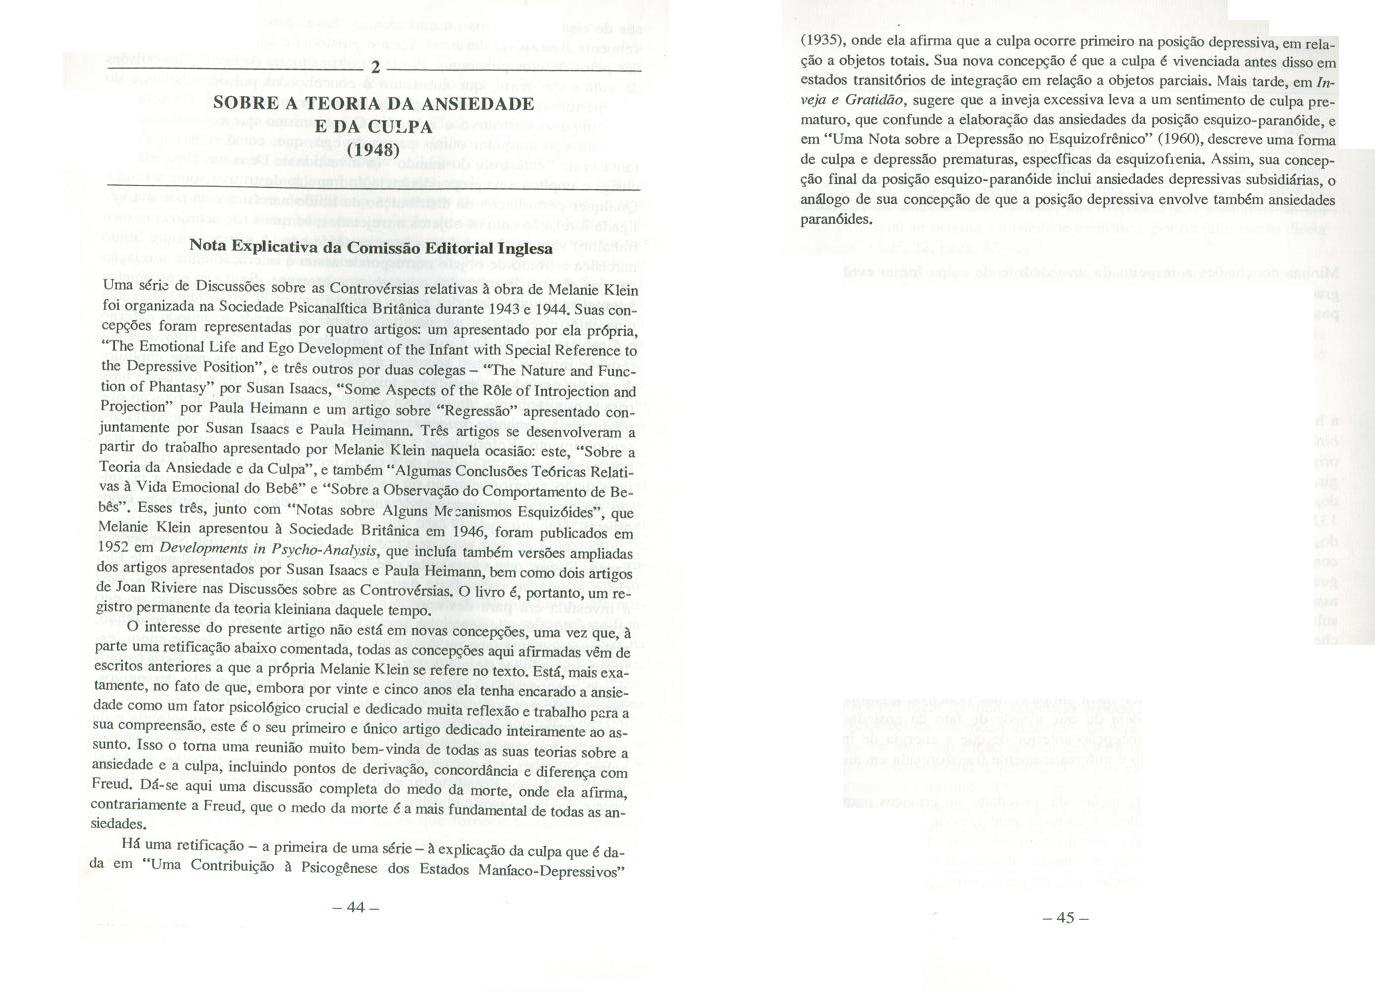 2
SOBRE A TEORIA DA ANSIEDADE
E DA CULPA
(1948)
Nota Explicativa da Comissão Editorial Inglesa
Uma série de Discussões sobre as Controvérsias relativas à obra de Melanie Klein
foi organizada na Sociedade Psicanalítica Britânica durante 1943 e 1944. Suas con-
cepções foram representadas por quatro artigos: um apresentado por ela própria,
“The Emotional Life and Ego Development of the Infant with Special Reference to
the Depressive Position”, e três outros por duas colegas – “The Nature and Func-
tion of Phantasy” por Susan Isaacs, “Some Aspects of the Rôle of Introjection and
Projection” por Paula Heimann e um artigo sobre “Regressão” apresentado con-
juntamente por Susan Isaacs e Paula Heimann. Três artigos se desenvolveram a
partir do trabalho apresentado por Melanie Klein naquela ocasião: este, “Sobre a
Teoria da Ansiedade e da Culpa”, e também “Algumas Conclusões Teóricas Relati-
vas à Vida Emocional do Bebê” e “Sobre a Observação do Comportamento de Be-
bês”. Esses três, junto com “Notas sobre Alguns Mecanismos Esquizóides”, que
Melanie Klein apresentou à Sociedade Britânica em 1946, foram publicados em
1952 em Developments in Psycho-Analysis, que incluía também versões ampliadas
dos artigos apresentados por Susan Isaacs e Paula Heimann, bem como dois artigos
de Joan Riviere nas Discussões sobre as Controvérsias. O livro é, portanto, um re-
gistro permanente da teoria kleiniana daquele tempo.
O interesse do presente artigo não está em novas concepções, uma vez que, à
parte uma retificação abaixo comentada, todas as concepções aqui afirmadas vêm de
escritos anteriores a que a própria Melanie Klein se refere no texto. Está, mais exa-
tamente, no fato de que, embora por vinte e cinco anos ela tenha encarado a ansie-
dade como um fator psicológico crucial e dedicado muita reflexão e trabalho para a
sua compreensão, este é o seu primeiro e único artigo dedicado inteiramente ao as-
sunto. Isso o torna uma reunião muito bem-vinda de todas as suas teorias sobre a
ansiedade e a culpa, incluindo pontos de derivação, concordância e diferença com
Freud. Dá-se aqui uma discussão completa do medo da morte, onde ela afirma,
contrariamente a Freud, que o medo da morte é a mais fundamental de todas as an-
siedades.
Há uma retificação – a primeira de uma série – à explicação da culpa que é da-
da em “Uma Contribuição à Psicogênese dos Estados Maníaco-Depressivos”
– 44 –
(1935), onde ela afirma que a culpa ocorre primeiro na posição depressiva, em rela-
ção a objetos totais. Sua nova concepção é que a culpa é vivenciada antes disso em
estados transitórios de integração em relação a objetos parciais. Mais tarde, em In-
veja e Gratidão, sugere que a inveja excessiva leva a um sentimento de culpa pre-
maturo, que confunde a elaboração das ansiedades da posição esquizo-paranóide, e
em “Uma Nota sobre a Depressão no Esquizofrênico” (1960), descreve uma forma
de culpa e depressão prematuras, específicas da esquizofrenia. Assim, sua concep-
ção final da posição esquizo-paranóide inclui ansiedades depressivas subsidiárias, o
análogo de sua concepção de que a posição depressiva envolve também ansiedades
paranóides.
– 45 –